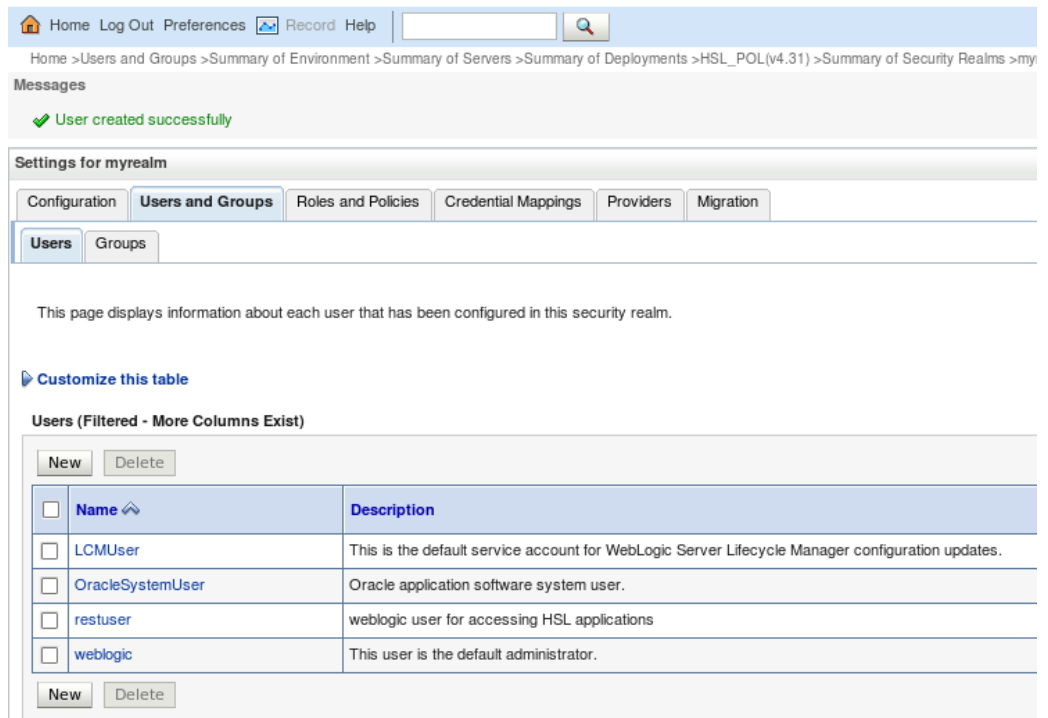 Home Log Out Preferences Record Help
Home >Users and Groups >Summary of Environment >Summary of Servers >Summary of Deployments >HSL_POL(v4.31) >Summary of Security Realms >my
Messages
User created successfully
Settings for myrealm
Configuration Users and Groups Roles and Policies Credential Mappings Providers Migration
Users Groups
This page displays information about each user that has been configured in this security realm.
Customize this table
Users (Filtered - More Columns Exist)
New Delete
Name Description
LCMUser This is the default service account for WebLogic Server Lifecycle Manager configuration updates.
OracleSystemUser Oracle application software system user.
restuser weblogic user for accessing HSL applications
weblogic This user is the default administrator.
New Delete